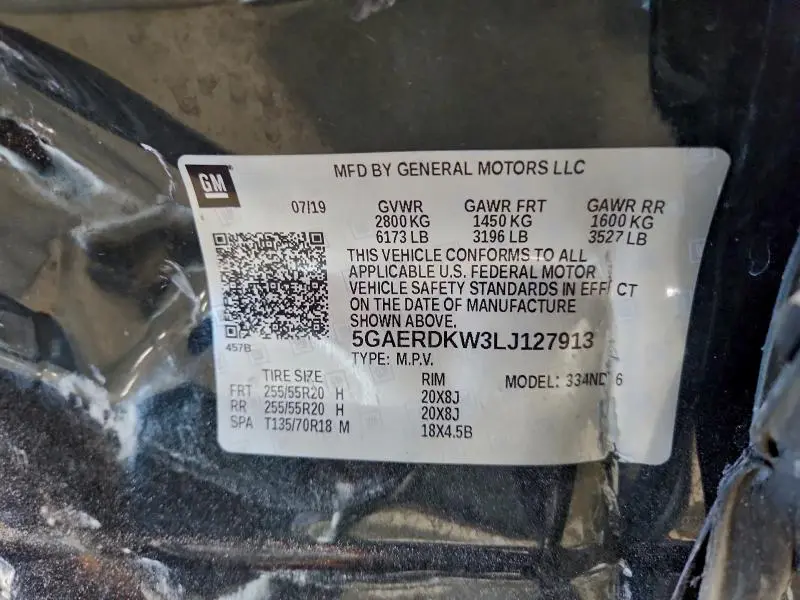 GM
MFD BY GENERAL MOTORS LLC
07/19 GVWR GAWR FRT GAWR RR
2800 KG 1450 KG 1600 KG
6173 LB 3196 LB 3527 LB
THIS VEHICLE CONFORMS TO ALL
APPLICABLE U.S. FEDERAL MOTOR
VEHICLE SAFETY STANDARDS IN EFF CT
ON THE DATE OF MANUFACTURE
SHOWN ABOVE.
457B
5GAERDKW3LJ127913
TYPE: M.P.V.
TIRE SIZE RIM MODEL:
FRT 255/55R20 H 20X8J
RR 255/55R20 H 20X8J
SPA T135/70R18 M 18X4.5B